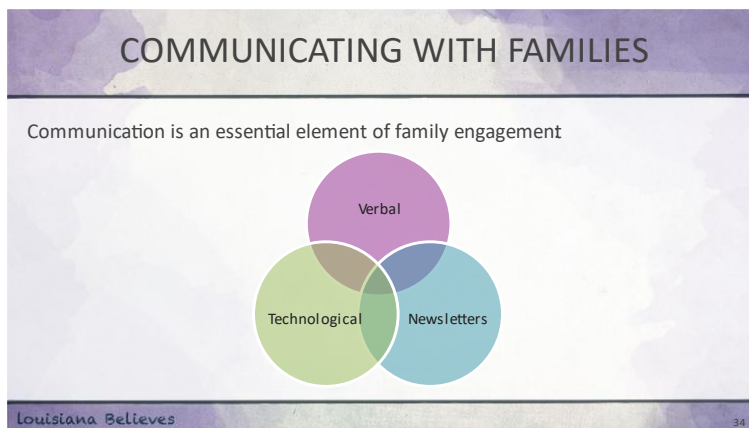 COMMUNICATING WITH FAMILIES
Communication is an essential element of family engagement
Verbal
Technological
Newsletters
Louisiana Believes
34